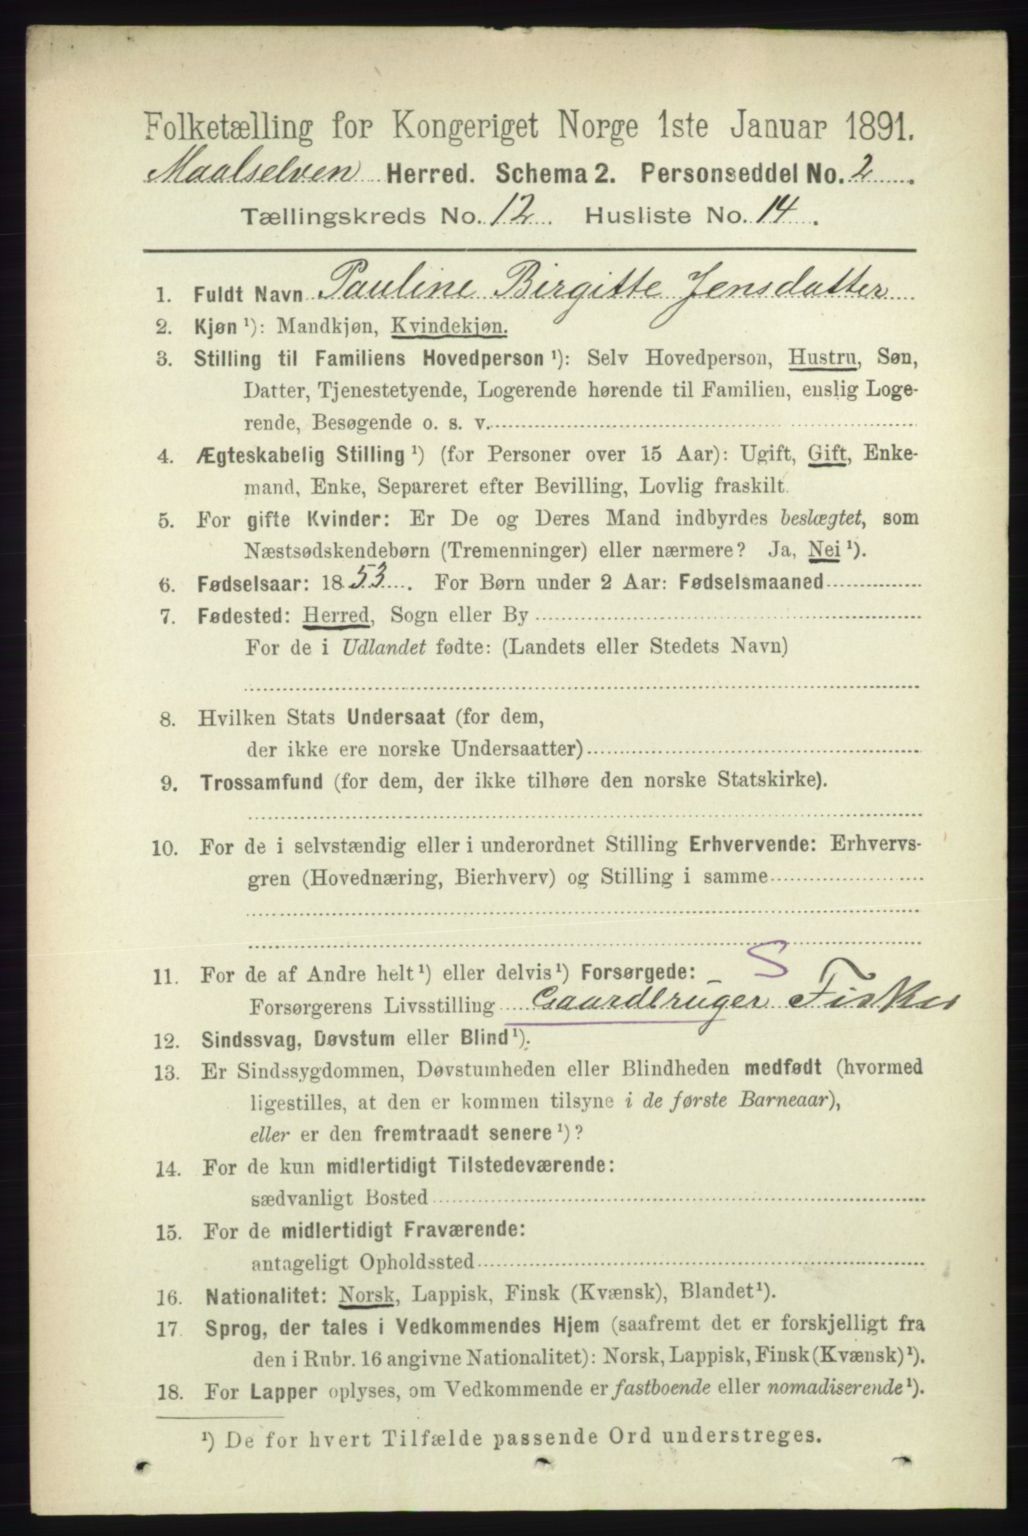 Folketælling for Kongeriget Norge 1ste Januar 1891.
Maalselven Herred. Schema 2. Personseddel No. 2.
Tællingskreds No. 12. Husliste No. 14.
1. Fuldt Navn Pauline Birgitte Jensdatter
2. Kjøn ¹): Mandkjøn, Kvindekjøn.
3. Stilling til Familiens Hovedperson ¹): Selv Hovedperson, Hustru, Søn,
Datter, Tjenestetyende, Logerende hørende til Familien, enslig Loge-
rende, Besøgende o. s. v.
4. Ægteskabelig Stilling ¹) (for Personer over 15 Aar): Ugift, Gift, Enke-
mand, Enke, Separeret efter Bevilling, Lovlig fraskilt.
5. For gifte Kvinder: Er De og Deres Mand indbyrdes beslægtet, som
Næstsødskendebørn (Tremenninger) eller nærmere? Ja, Nei ¹).
6. Fødselsaar: 1853. For Børn under 2 Aar: Fødselsmaaned
7. Fødested: Herred, Sogn eller By
For de i Udlandet fødte: (Landets eller Stedets Navn)
8. Hvilken Stats Undersaat (for dem,
der ikke ere norske Undersaatter)
9. Trossamfund (for dem, der ikke tilhøre den norske Statskirke).
10. For de i selvstændig eller i underordnet Stilling Erhvervende: Erhvervs-
gren (Hovednæring, Bierhverv) og Stilling i samme
S
11. For de af Andre helt ¹) eller delvis ¹) Forsørgede:
Forsørgerens Livsstilling Gaardbruger Fisker
12. Sindssvag, Døvstum eller Blind ¹).
13. Er Sindssygdommen, Døvstumheden eller Blindheden medfødt (hvormed
ligestilles, at den er kommen tilsyne i de første Barneaar),
eller er den fremtraadt senere ¹)?
14. For de kun midlertidigt Tilstedeværende:
sædvanligt Bosted
15. For de midlertidigt Fraværende:
antageligt Opholdssted
16. Nationalitet: Norsk, Lappisk, Finsk (Kvænsk), Blandet ¹).
17. Sprog, der tales i Vedkommendes Hjem (saafremt det er forskjelligt fra
den i Rubr. 16 angivne Nationalitet): Norsk, Lappisk, Finsk (Kvænsk) ¹).
18. For Lapper oplyses, om Vedkommende er fastboende eller nomadiserende ¹).
¹) De for hvert Tilfælde passende Ord understreges.